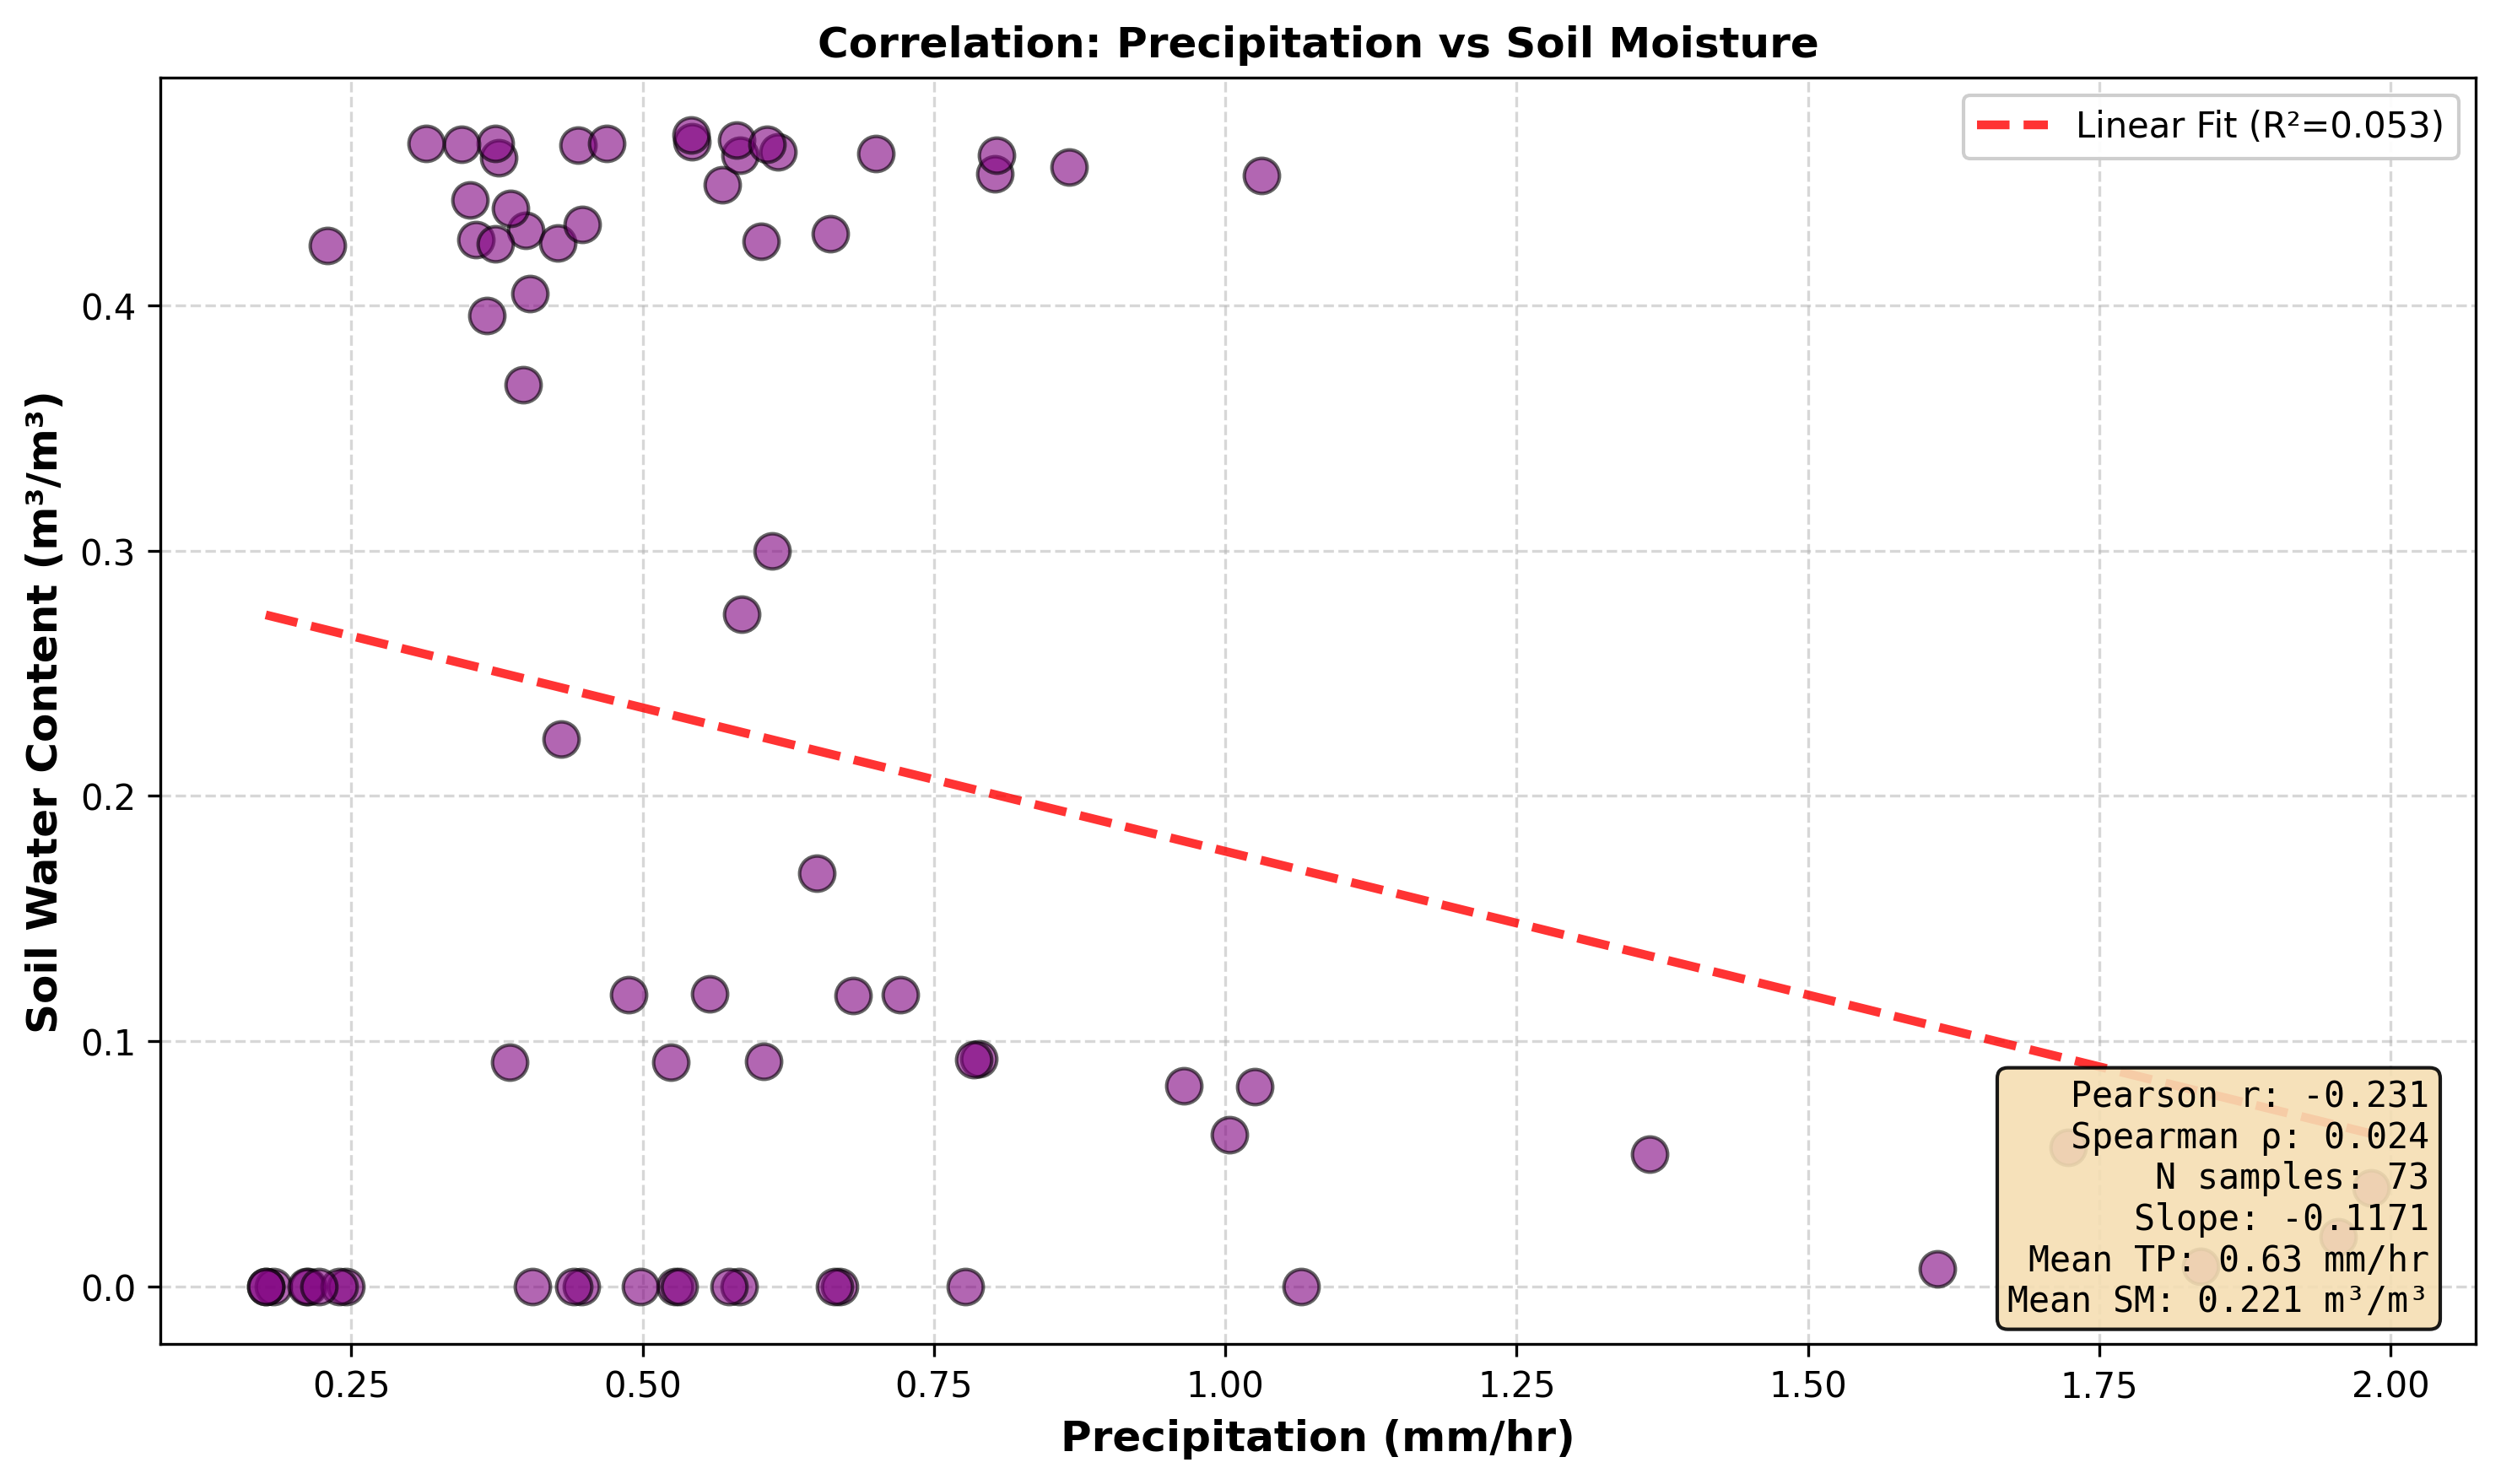 Correlation: Precipitation vs Soil Moisture
Linear Fit (R²=0.053)
Soil Water Content (m³/m³)
0.4
0.3
0.2
0.1
0.0
Pearson r: -0.231
Spearman ρ: 0.024
N samples: 73
Slope: -0.1171
Mean TP: 0.63 mm/hr
Mean SM: 0.221 m³/m³
0.25 0.50 0.75 1.00 1.25 1.50 1.75 2.00
Precipitation (mm/hr)